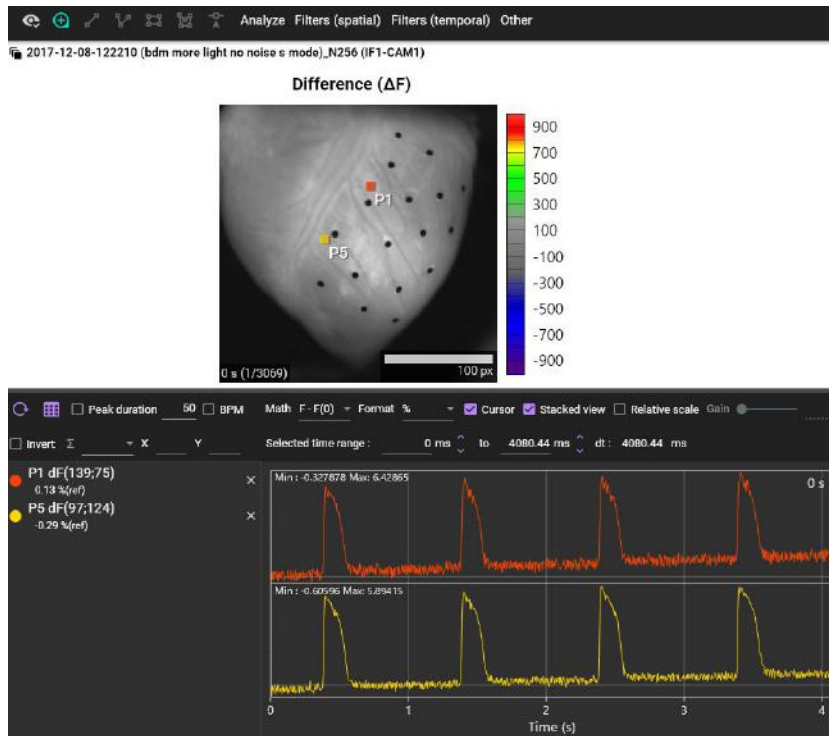 Analyze Filters (spatial) Filters (temporal) Other
2017-12-08-122210 (bdm more light no noise s mode)_N256 (IF1-CAM1)
Difference (ΔF)
900
700
500
300
100
-100
-300
-500
-700
-900
P1
P5
0 s (1/3069)
100 px
Peak duration 50 BPM Math F - F(0) Format % Cursor Stacked view Relative scale Gain
Invert Σ X Y Selected time range : 0 ms to 4080.44 ms dt : 4080.44 ms
P1 dF(139;75)
0.13 %(ref)
P5 dF(97;124)
-0.29 %(ref)
Min : -0.327878 Max: 6.42865
0 s
Min : -0.60596 Max: 5.89415
0 1 2 3 4
Time (s)